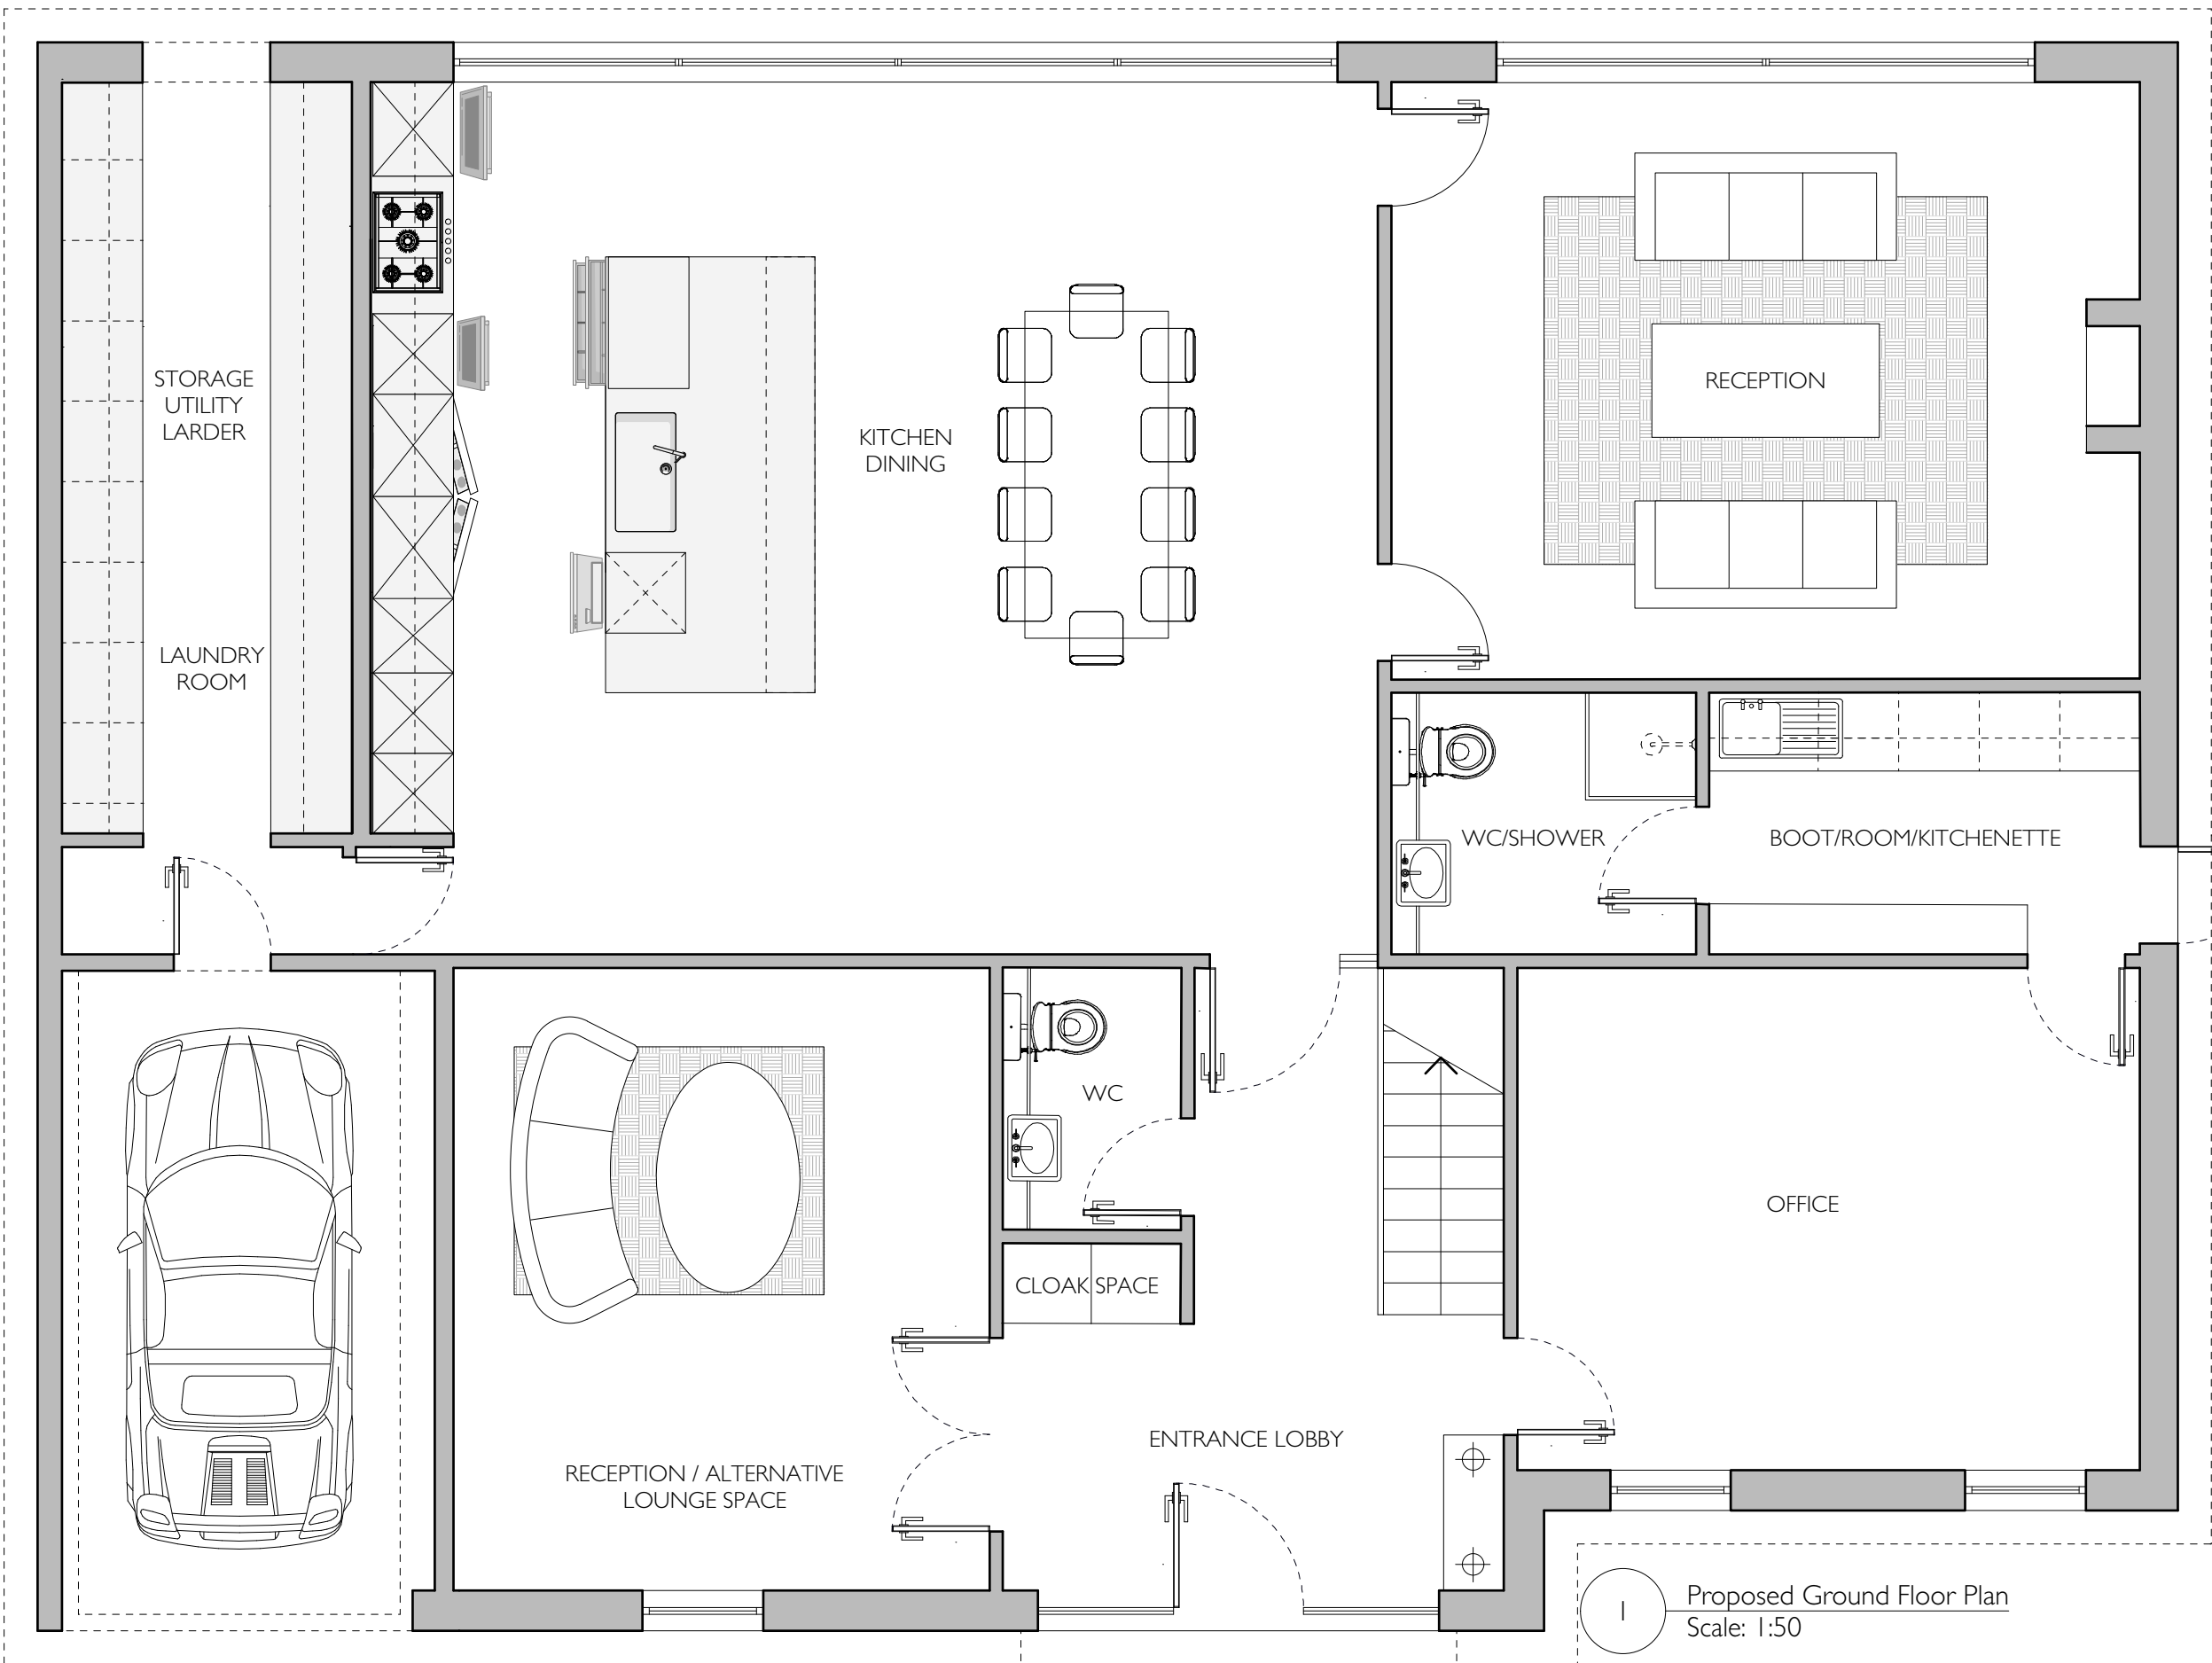 STORAGE
UTILITY
LARDER
KITCHEN
DINING
RECEPTION
LAUNDRY
ROOM
WC/SHOWER
BOOT/ROOM/KITCHENETTE
WC
CLOAK SPACE
OFFICE
ENTRANCE LOBBY
RECEPTION / ALTERNATIVE
LOUNGE SPACE
1
Proposed Ground Floor Plan
Scale: 1:50